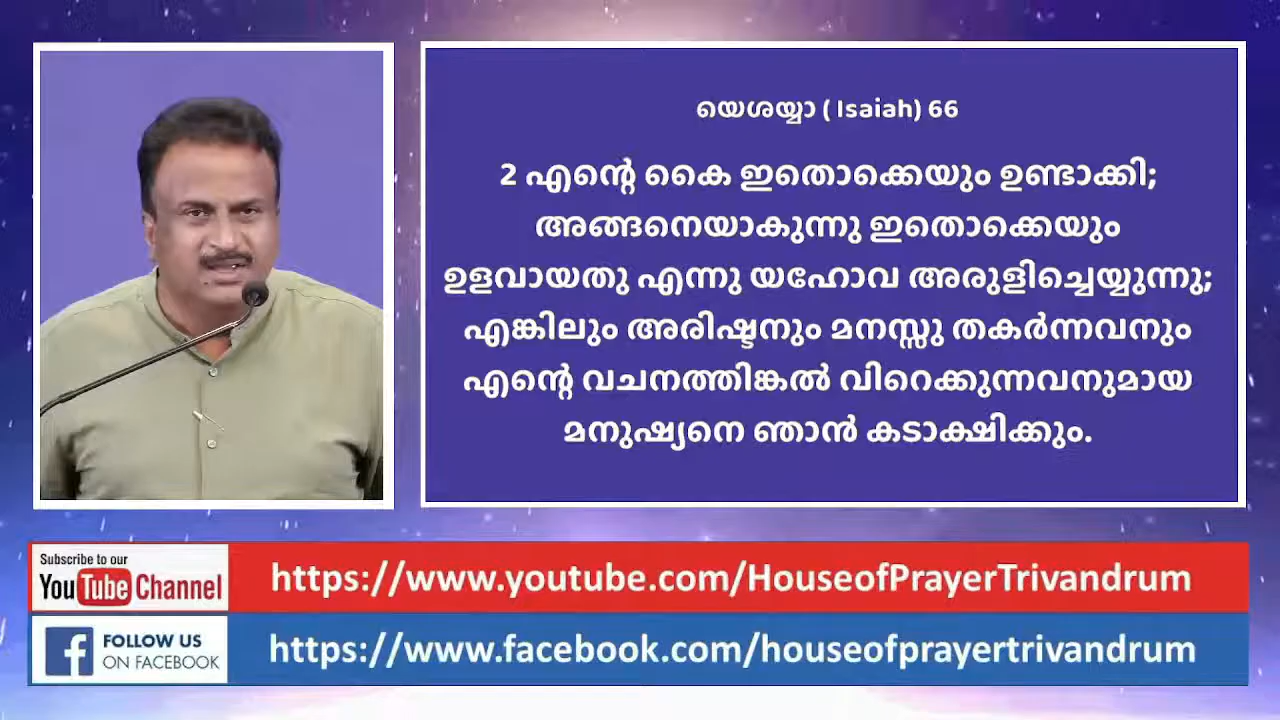 യെശയ്യാ ( Isaiah) 66
2 എന്റെ കൈ ഇതൊക്കെയും ഉണ്ടാക്കി;
അങ്ങനെയാകുന്നു ഇതൊക്കെയും
ഉളവായതു എന്നു യഹോവ അരുളിച്ചെയ്യുന്നു;
എങ്കിലും അരിഷ്ടനും മനസ്സു തകർന്നവനും
എന്റെ വചനത്തിങ്കൽ വിറെക്കുന്നവനുമായ
മനുഷ്യനെ ഞാൻ കടാക്ഷിക്കും.
Subscribe to our
YouTube Channel
https://www.youtube.com/HouseofPrayerTrivandrum
f FOLLOW US
ON FACEBOOK
https://www.facebook.com/houseofprayertrivandrum